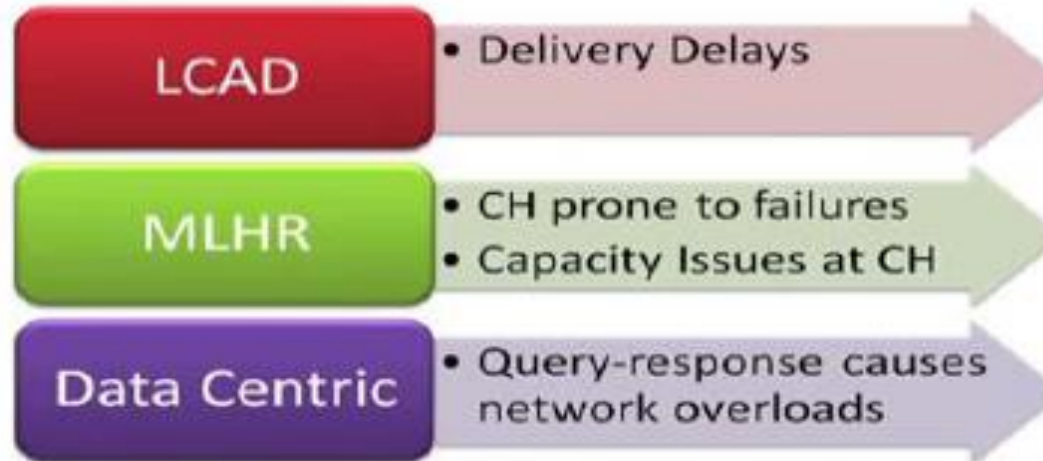 LCAD
• Delivery Delays
MLHR
• CH prone to failures
• Capacity Issues at CH
Data Centric
• Query-response causes
network overloads